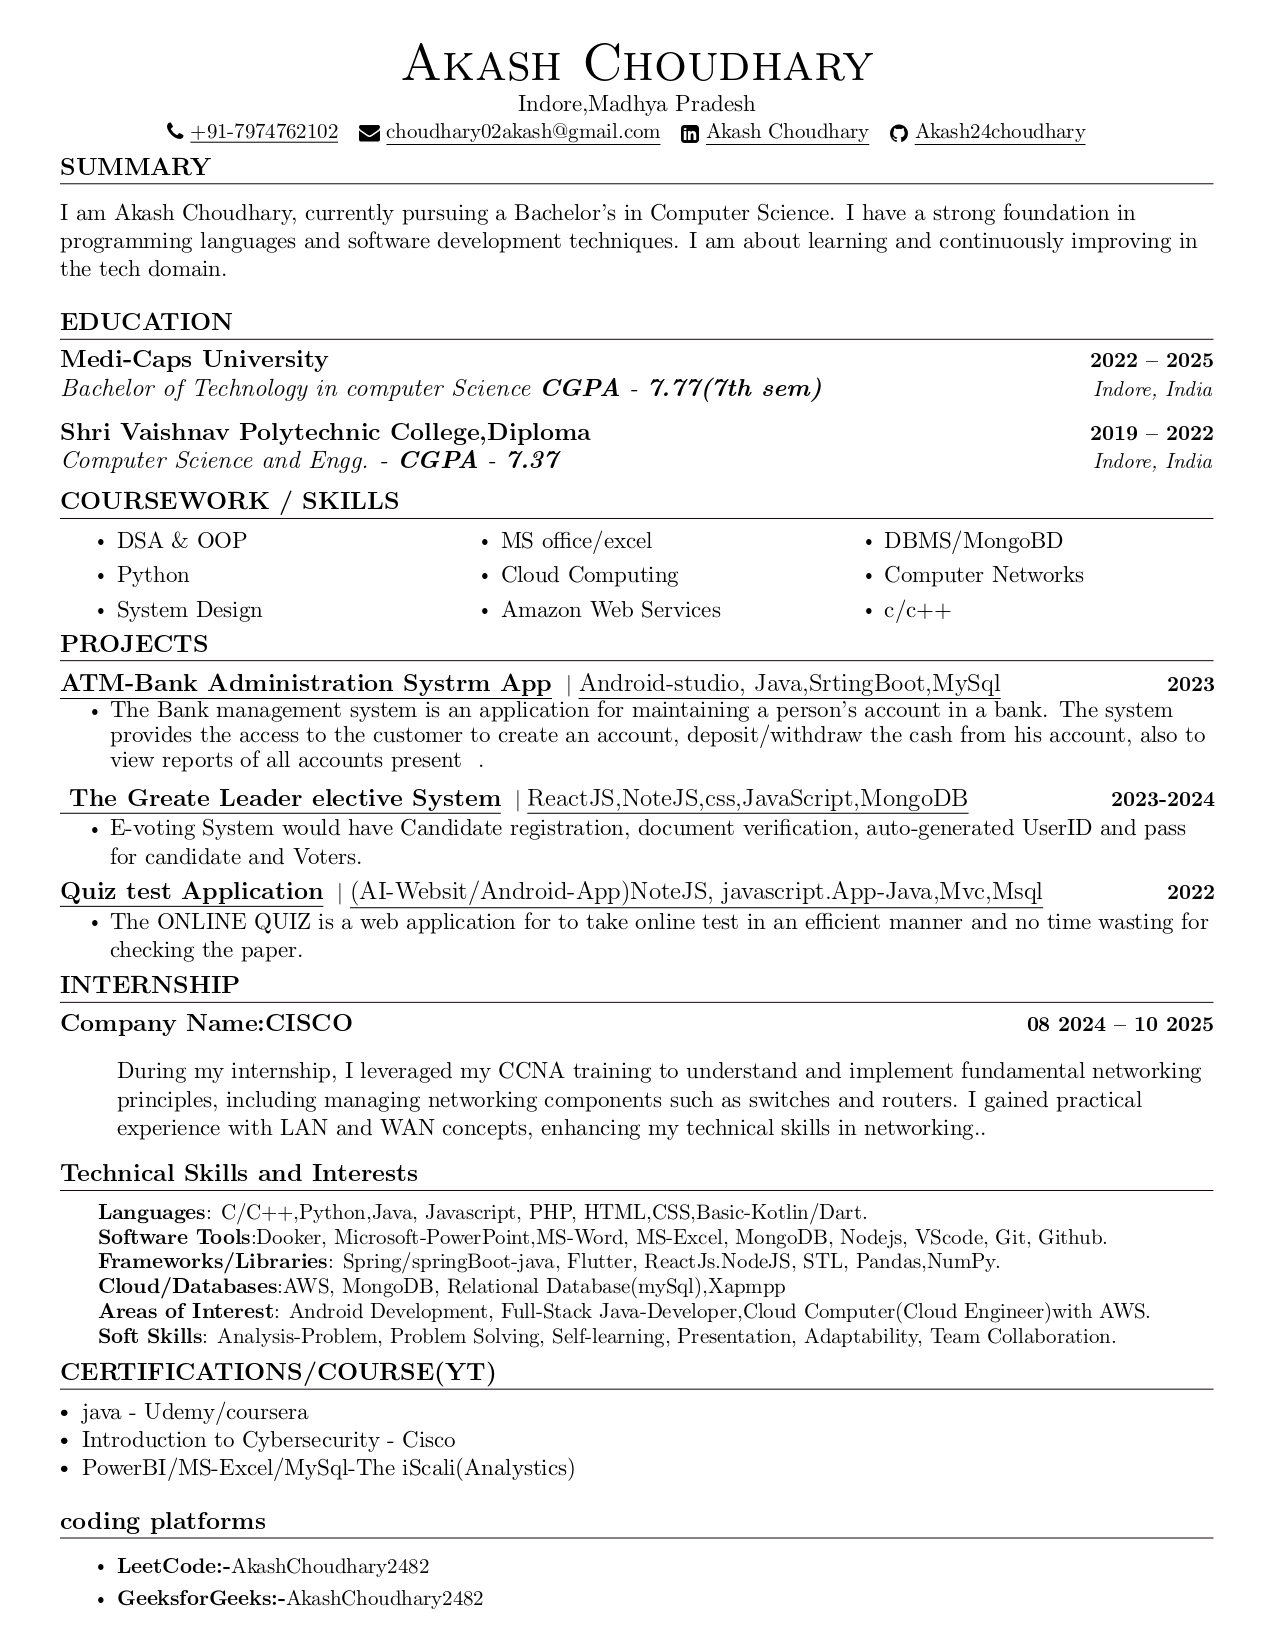 Akash Choudhary
Indore,Madhya Pradesh
+91-7974762102 choudhary02akash@gmail.com Akash Choudhary Akash24choudhary
SUMMARY
I am Akash Choudhary, currently pursuing a Bachelor's in Computer Science. I have a strong foundation in
programming languages and software development techniques. I am about learning and continuously improving in
the tech domain.
EDUCATION
Medi-Caps University 2022 – 2025
Bachelor of Technology in computer Science CGPA - 7.77(7th sem) Indore, India
Shri Vaishnav Polytechnic College,Diploma 2019 – 2022
Computer Science and Engg. - CGPA - 7.37 Indore, India
COURSEWORK / SKILLS
• DSA & OOP • MS office/excel • DBMS/MongoBD
• Python • Cloud Computing • Computer Networks
• System Design • Amazon Web Services • c/c++
PROJECTS
ATM-Bank Administration Systrm App | Android-studio, Java,SrtingBoot,MySql 2023
• The Bank management system is an application for maintaining a person's account in a bank. The system
provides the access to the customer to create an account, deposit/withdraw the cash from his account, also to
view reports of all accounts present .
The Greate Leader elective System | ReactJS,NoteJS,css,JavaScript,MongoDB 2023-2024
• E-voting System would have Candidate registration, document verification, auto-generated UserID and pass
for candidate and Voters.
Quiz test Application | (AI-Websit/Android-App)NoteJS, javascript.App-Java,Mvc,Msql 2022
• The ONLINE QUIZ is a web application for to take online test in an efficient manner and no time wasting for
checking the paper.
INTERNSHIP
Company Name:CISCO 08 2024 – 10 2025
During my internship, I leveraged my CCNA training to understand and implement fundamental networking
principles, including managing networking components such as switches and routers. I gained practical
experience with LAN and WAN concepts, enhancing my technical skills in networking..
Technical Skills and Interests
Languages: C/C++,Python,Java, Javascript, PHP, HTML,CSS,Basic-Kotlin/Dart.
Software Tools:Dooker, Microsoft-PowerPoint,MS-Word, MS-Excel, MongoDB, Nodejs, VScode, Git, Github.
Frameworks/Libraries: Spring/springBoot-java, Flutter, ReactJs.NodeJS, STL, Pandas,NumPy.
Cloud/Databases:AWS, MongoDB, Relational Database(mySql),Xapmpp
Areas of Interest: Android Development, Full-Stack Java-Developer,Cloud Computer(Cloud Engineer)with AWS.
Soft Skills: Analysis-Problem, Problem Solving, Self-learning, Presentation, Adaptability, Team Collaboration.
CERTIFICATIONS/COURSE(YT)
• java - Udemy/coursera
• Introduction to Cybersecurity - Cisco
• PowerBI/MS-Excel/MySql-The iScali(Analystics)
coding platforms
• LeetCode:-AkashChoudhary2482
• GeeksforGeeks:-AkashChoudhary2482